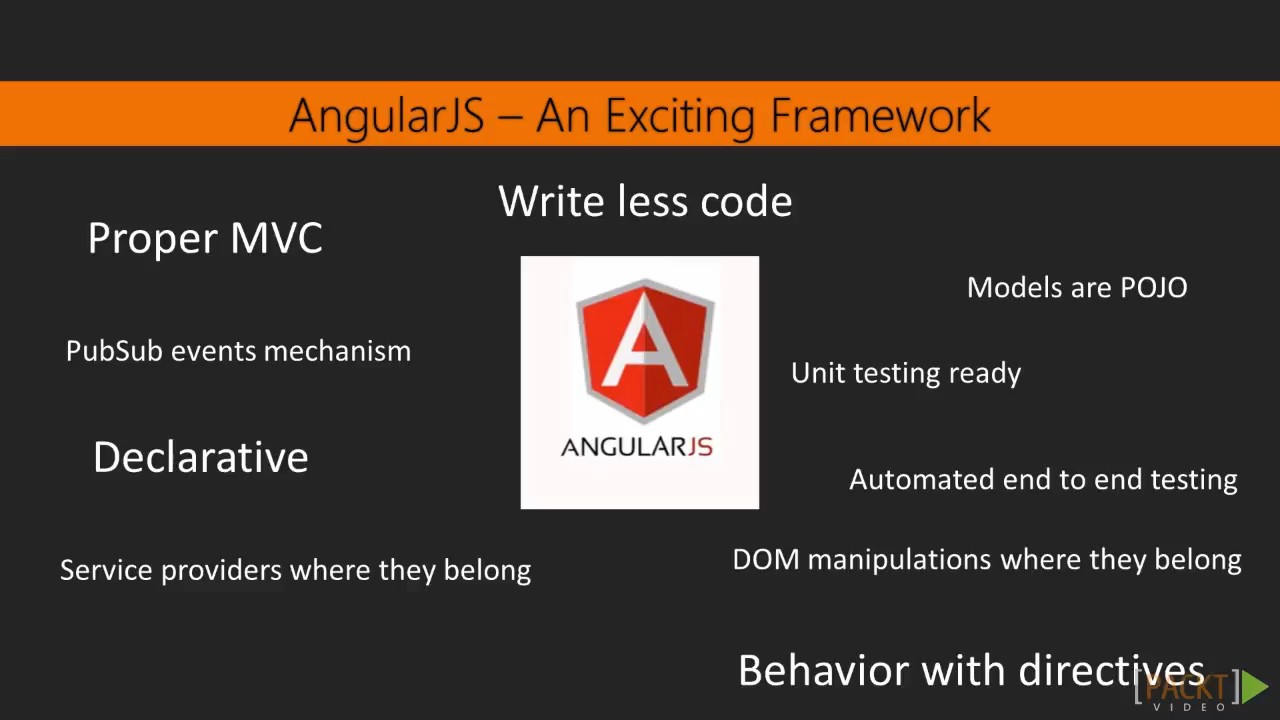 AngularJS – An Exciting Framework
Write less code
Proper MVC
Models are POJO
PubSub events mechanism
Unit testing ready
ANGULARJS
Declarative
Automated end to end testing
DOM manipulations where they belong
Service providers where they belong
Behavior with directives
[PACKT]
VIDEO